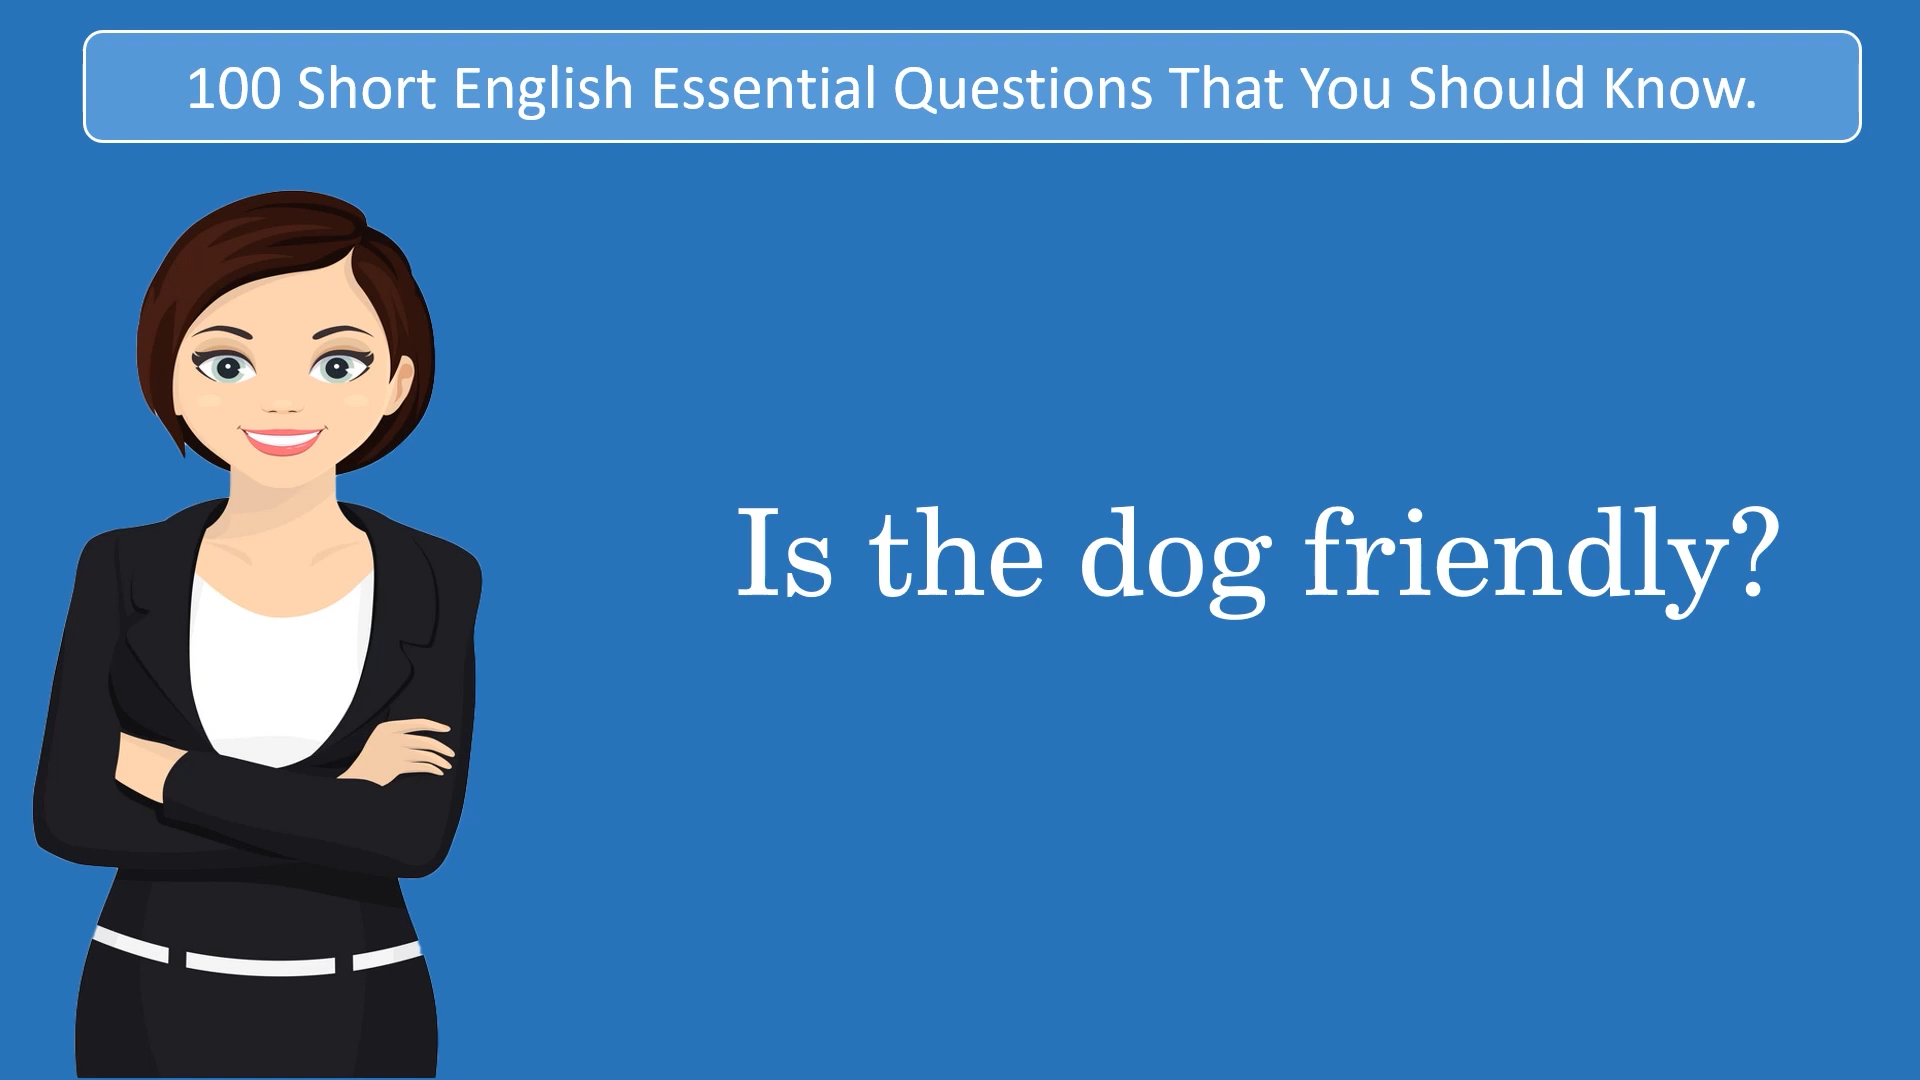 100 Short English Essential Questions That You Should Know.
Is the dog friendly?